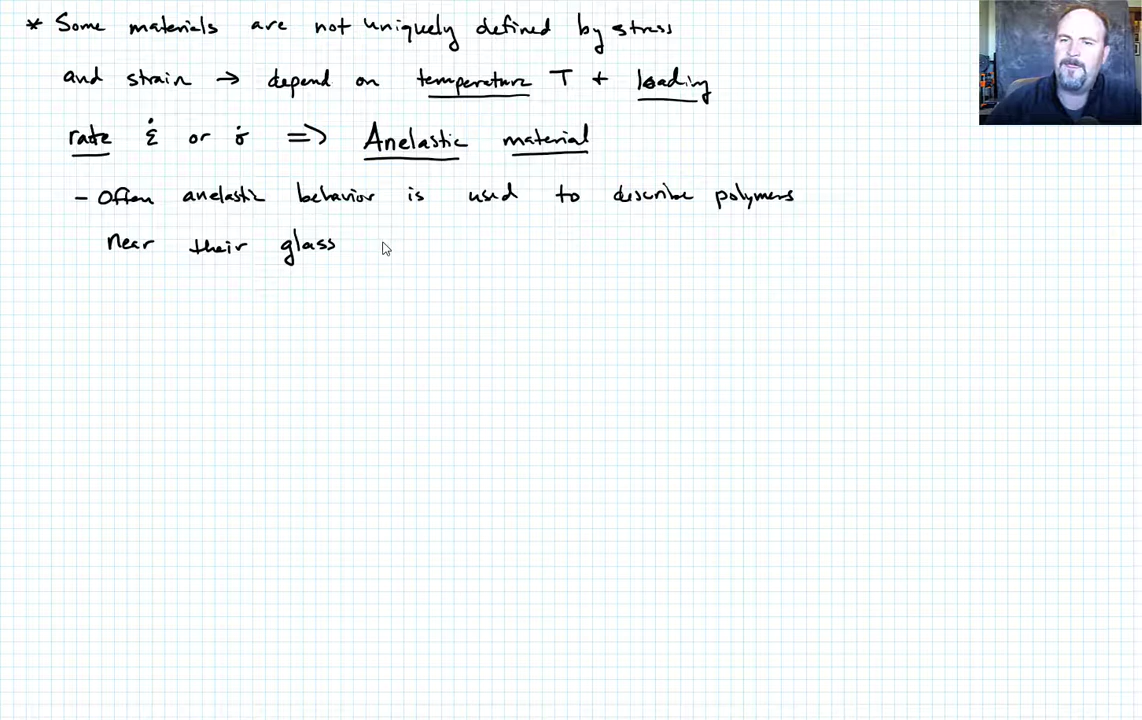 * Some materials are not uniquely defined by stress
and strain → depend on temperature T + loading
rate ε̇ or σ̇ => Anelastic material
- Often anelastic behavior is used to describe polymers
near their glass